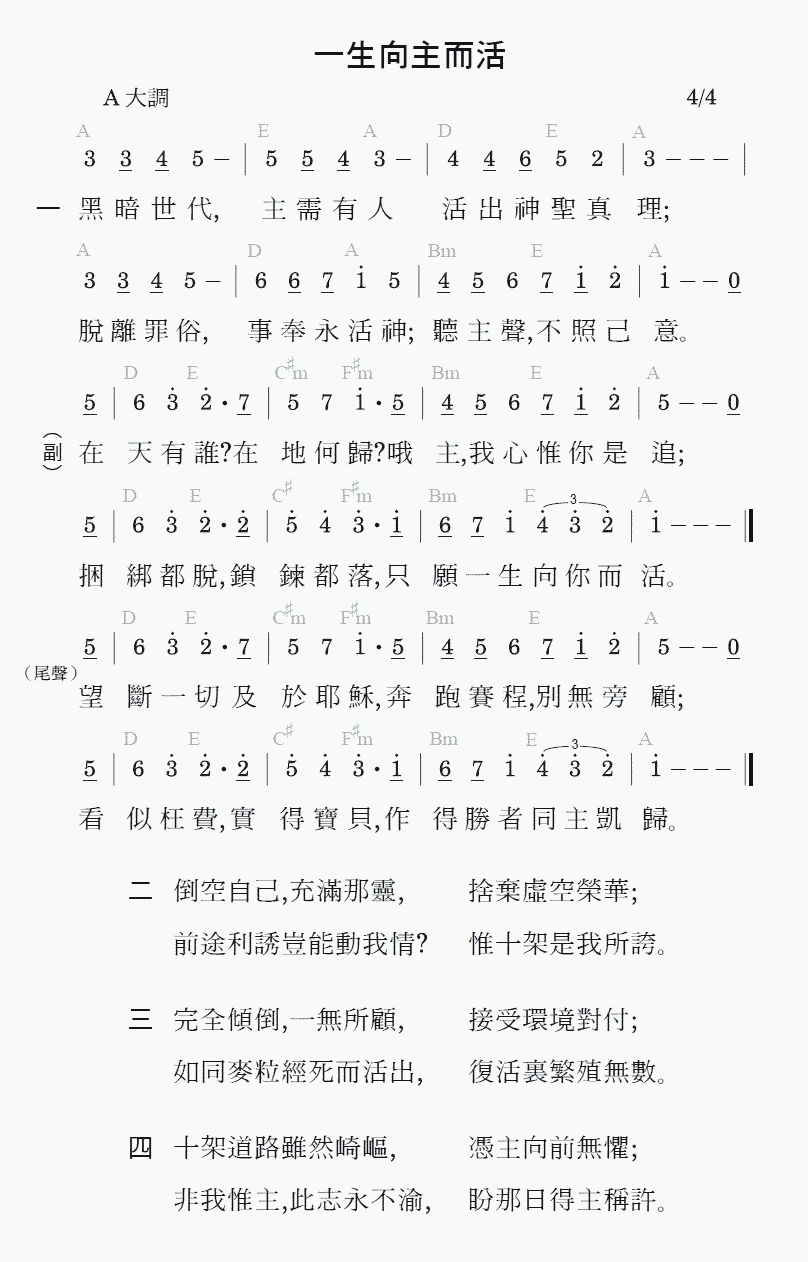 一生向主而活
A 大調 4/4
A E A D E A
3 3 4 5 – | 5 5 4 3 – | 4 4 6 5 2 | 3 – – – |
一 黑暗世代, 主需有人 活出神聖真理;
A D A Bm E A
3 3 4 5 – | 6 6 7 i 5 | 4 5 6 7 i 2̇ | i – – 0
脫離罪俗, 事奉永活神; 聽主聲,不照己意。
D E C♯m F♯m Bm E A
5 | 6 3̇ 2̇ · 7 | 5 7 i · 5 | 4 5 6 7 i 2̇ | 5 – – 0
(副) 在 天有誰?在 地何歸?哦 主,我心惟你是追;
D E C♯ F♯m Bm E A
3
5 | 6 3̇ 2̇ · 2̇ | 5̇ 4̇ 3̇ · i | 6 7 i 4̇ 3̇ 2̇ | i – – – ‖
捆 綁都脫,鎖 鍊都落,只 願一生向你而活。
D E C♯m F♯m Bm E A
5 | 6 3̇ 2̇ · 7 | 5 7 i · 5 | 4 5 6 7 i 2̇ | 5 – – 0
(尾聲) 望 斷一切及 於耶穌,奔 跑賽程,別無旁顧;
D E C♯ F♯m Bm E A
3
5 | 6 3̇ 2̇ · 2̇ | 5̇ 4̇ 3̇ · i | 6 7 i 4̇ 3̇ 2̇ | i – – – ‖
看 似枉費,實 得寶貝,作 得勝者同主凱歸。
二 倒空自己,充滿那靈, 捨棄虛空榮華;
前途利誘豈能動我情? 惟十架是我所誇。
三 完全傾倒,一無所顧, 接受環境對付;
如同麥粒經死而活出, 復活裏繁殖無數。
四 十架道路雖然崎嶇, 憑主向前無懼;
非我惟主,此志永不渝, 盼那日得主稱許。